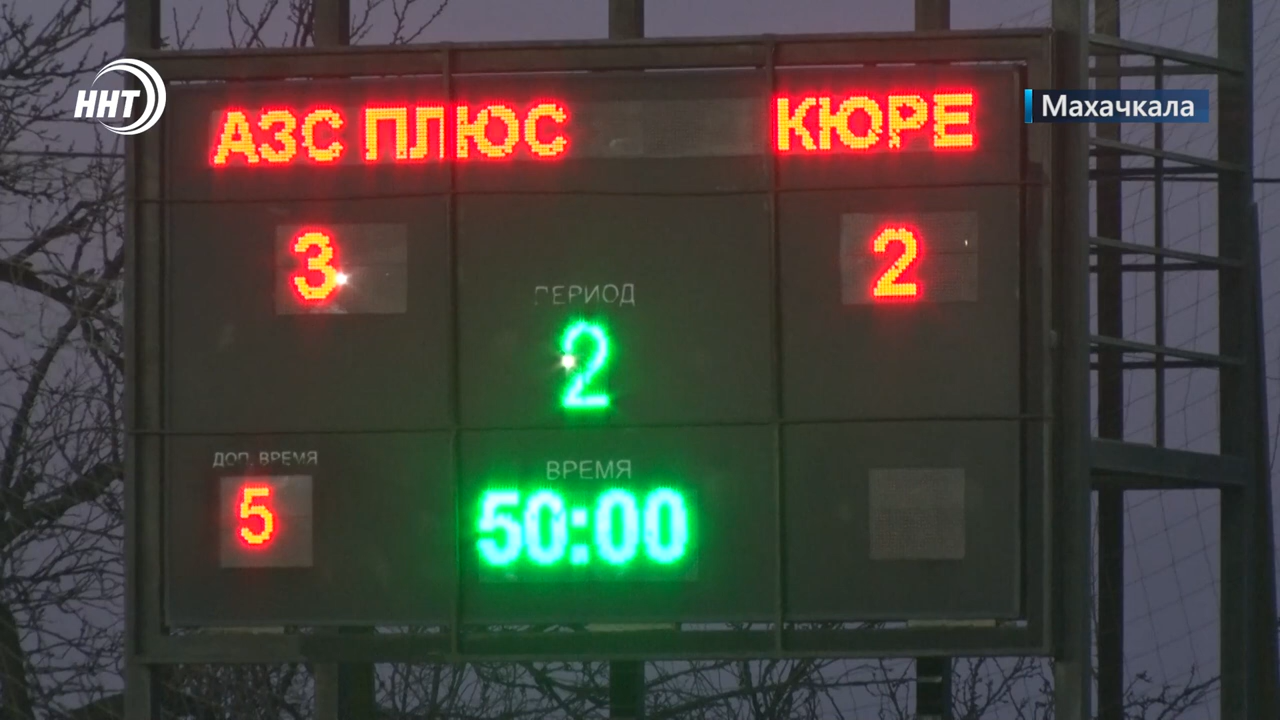 ННТ
Махачкала
АЗС ПЛЮС КЮРЕ
3 2
ПЕРИОД
2
ДОП. ВРЕМЯ ВРЕМЯ
5 50:00